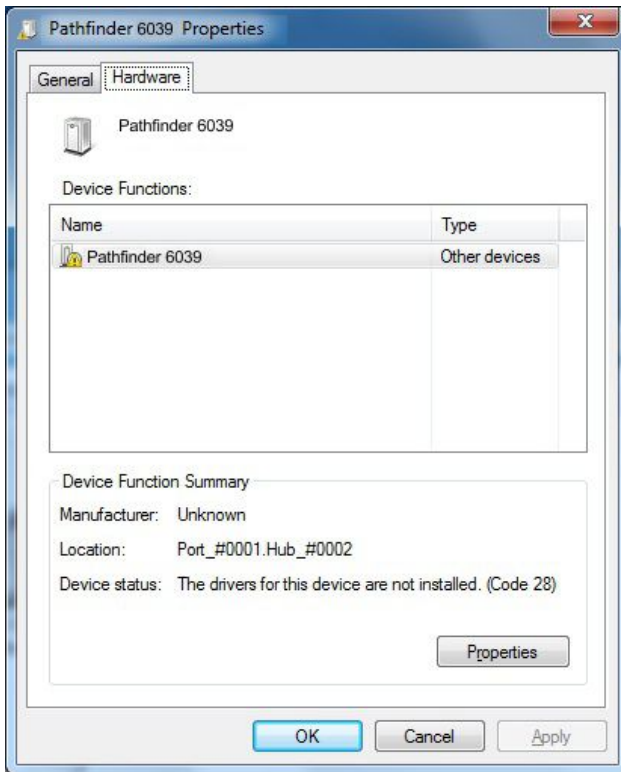 Pathfinder 6039 Properties
General Hardware
Pathfinder 6039
Device Functions:
Name Type
Pathfinder 6039 Other devices
Device Function Summary
Manufacturer: Unknown
Location: Port_#0001.Hub_#0002
Device status: The drivers for this device are not installed. (Code 28)
Properties
OK Cancel Apply